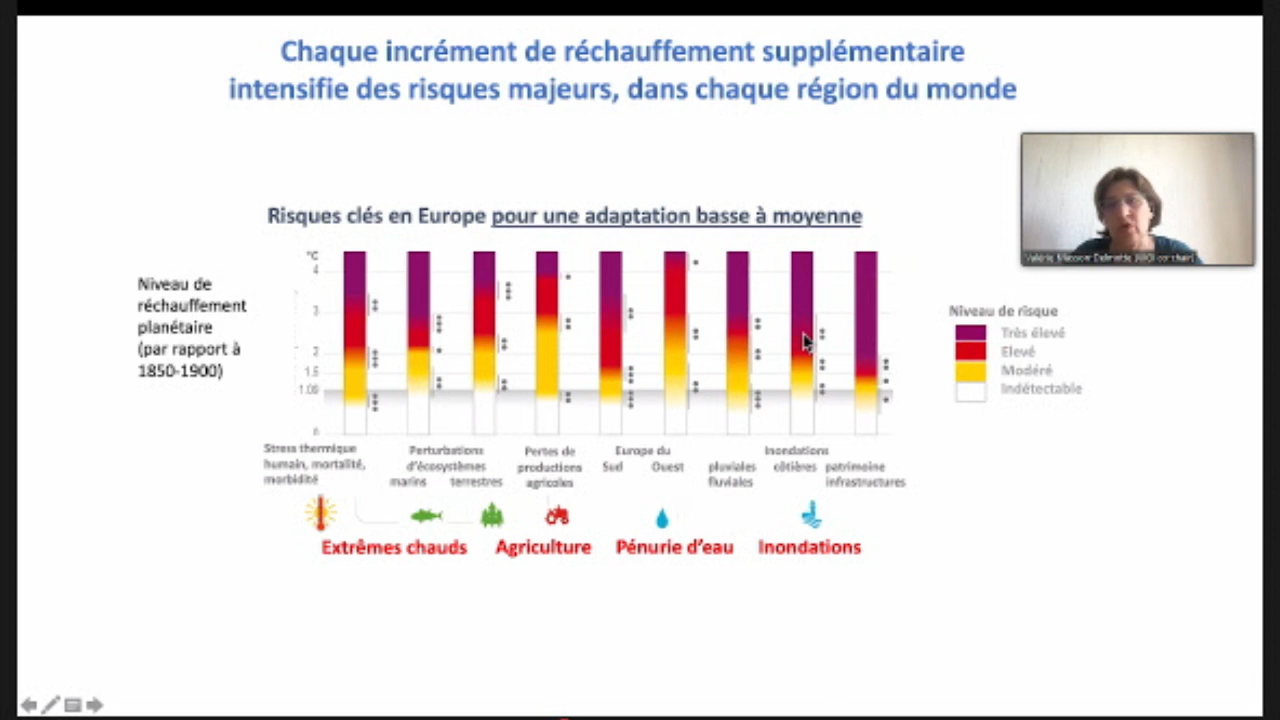 Chaque incrément de réchauffement supplémentaire
intensifie des risques majeurs, dans chaque région du monde
Risques clés en Europe pour une adaptation basse à moyenne
Niveau de
réchauffement
planétaire
(par rapport à
1850-1900)
°C
4
3
2
1.5
1.09
0
Niveau de risque
Très élevé
Elevé
Modéré
Indétectable
Stress thermique
humain, mortalité,
morbidité
Perturbations
d'écosystèmes
marins terrestres
Pertes de
productions
agricoles
Europe du
Sud Ouest
Inondations
pluviales côtières patrimoine
fluviales infrastructures
Extrêmes chauds Agriculture Pénurie d'eau Inondations